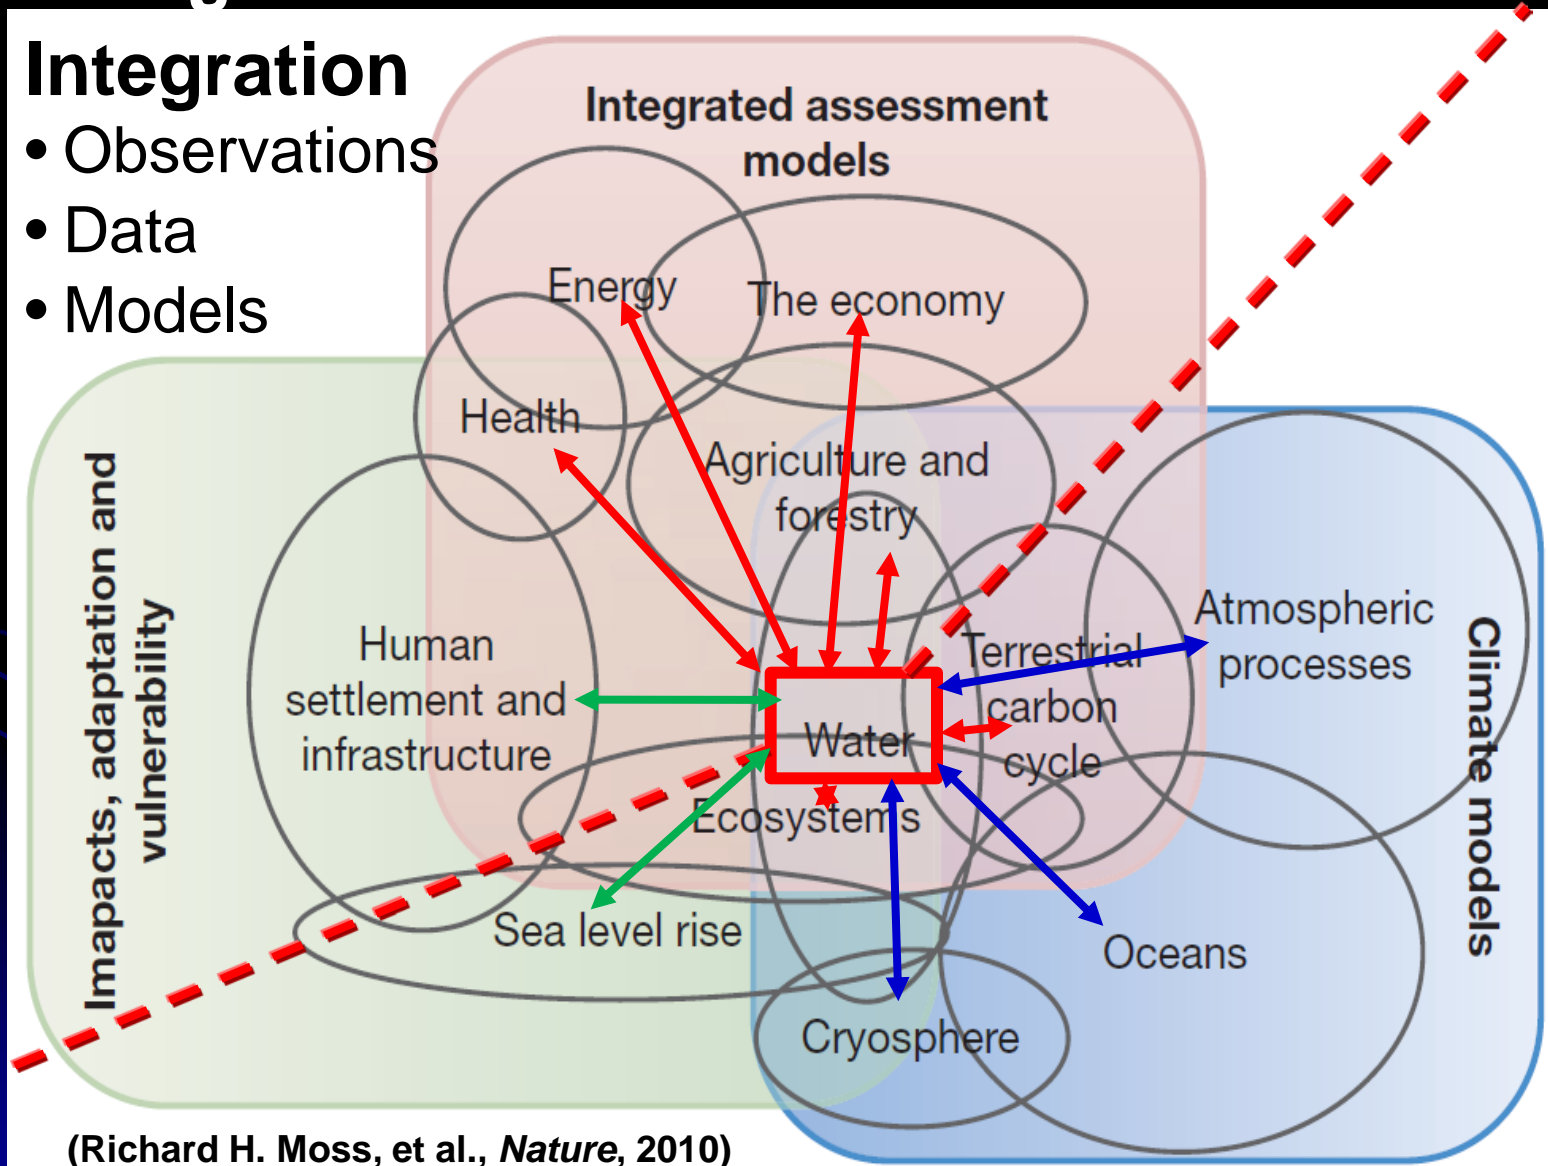 Integration
• Observations
• Data
• Models
Integrated assessment
models
Energy
The economy
Health
Agriculture and
forestry
Imapacts, adaptation and
vulnerability
Human
settlement and
infrastructure
Water
Terrestrial
carbon
cycle
Atmospheric
processes
Climate models
Ecosystems
Sea level rise
Oceans
Cryosphere
(Richard H. Moss, et al., Nature, 2010)